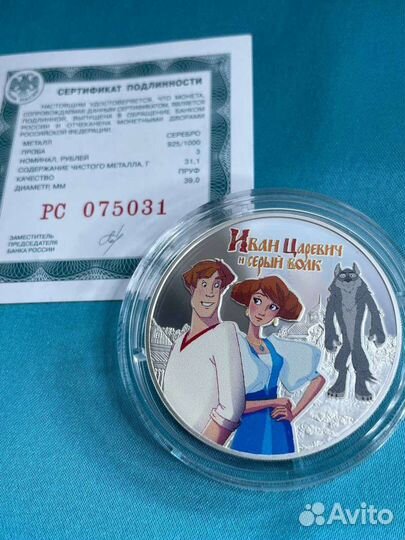 СЕРТИФИКАТ ПОДЛИННОСТИ
НАСТОЯЩИМ УДОСТОВЕРЯЕТСЯ, ЧТО МОНЕТА,
СОПРОВОЖДАЕМАЯ ДАННЫМ СЕРТИФИКАТОМ, ЯВЛЯЕТСЯ
ПОДЛИННОЙ, ВЫПУЩЕНА В ОБРАЩЕНИЕ БАНКОМ
РОССИИ И ОТЧЕКАНЕНА МОНЕТНЫМИ ДВОРАМИ
РОССИЙСКОЙ ФЕДЕРАЦИИ.
МЕТАЛЛ СЕРЕБРО
ПРОБА 925/1000
НОМИНАЛ, РУБЛЕЙ 3
СОДЕРЖАНИЕ ЧИСТОГО МЕТАЛЛА, Г 31,1
КАЧЕСТВО ПРУФ
ДИАМЕТР, ММ 39,0
РС 075031
ЗАМЕСТИТЕЛЬ
ПРЕДСЕДАТЕЛЯ
БАНКА РОССИИ
ИВАН ЦАРЕВИЧ
И СЕРЫЙ ВОЛК
Avito